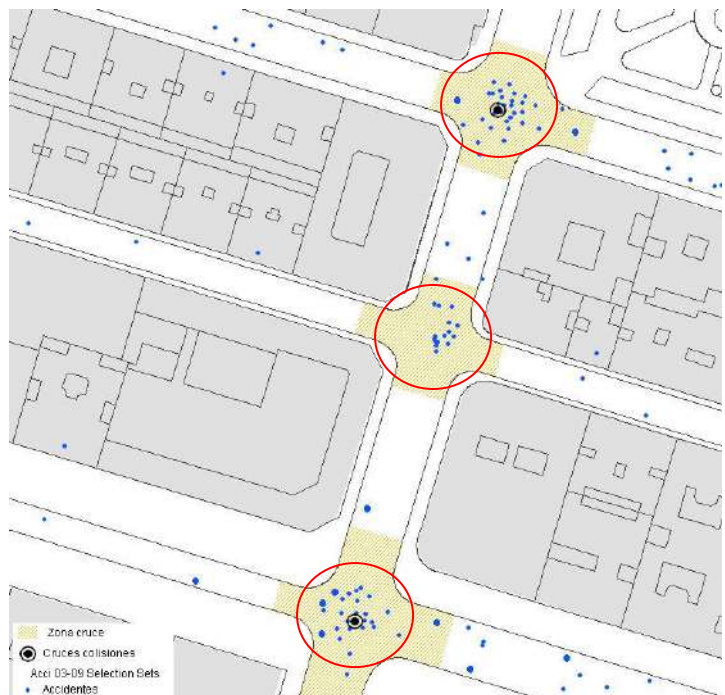 Zona cruce
Cruces colisiones
Acci 03-09 Selection Sets
Accidentes